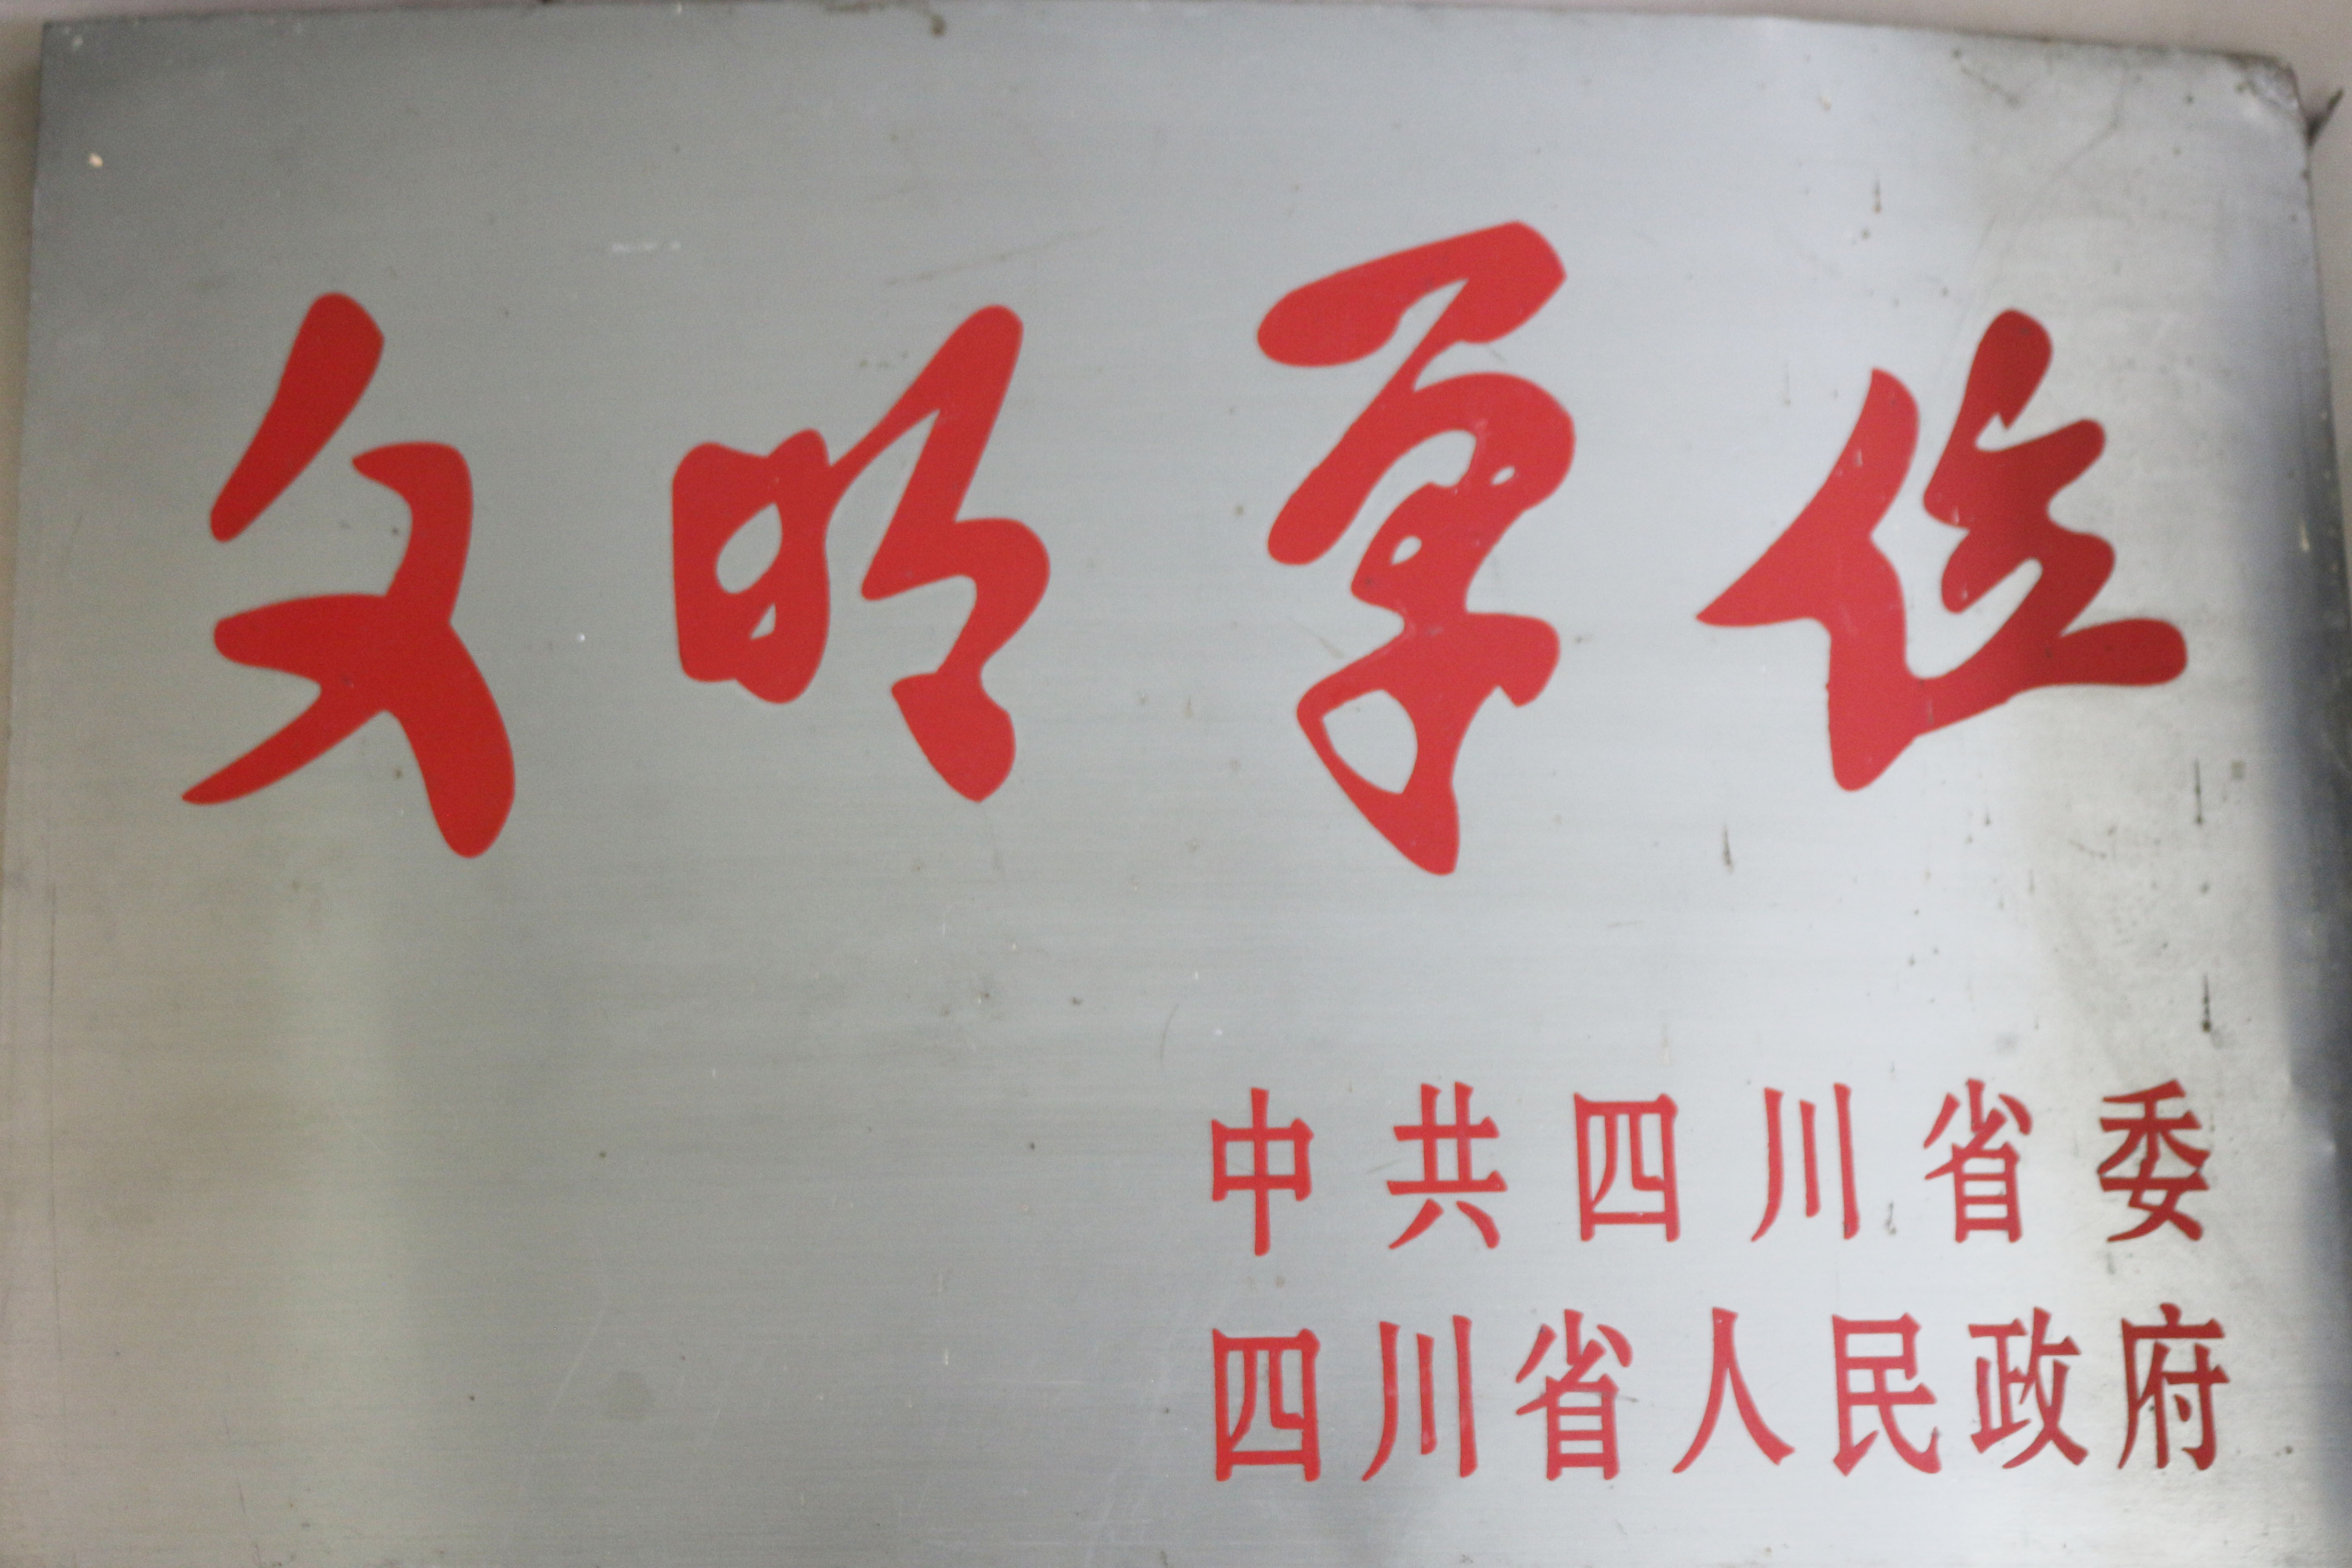 文明单位
中共四川省委
四川省人民政府